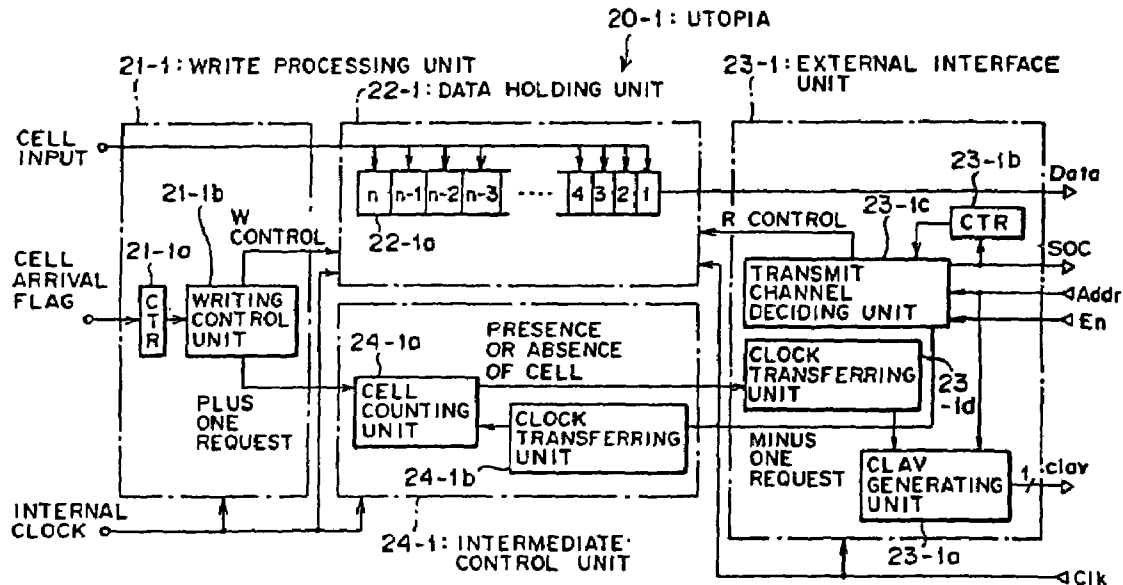 20-1: UTOPIA
21-1: WRITE PROCESSING UNIT
22-1: DATA HOLDING UNIT
23-1: EXTERNAL INTERFACE
UNIT
CELL
INPUT
21-1b
W
CONTROL
n n-1 n-2 n-3 ···· 4 3 2 1
22-1a
R CONTROL
23-1c
23-1b
CTR
Data
SOC
CELL
ARRIVAL
FLAG
21-1a
CTR
WRITING
CONTROL
UNIT
TRANSMIT
CHANNEL
DECIDING UNIT
Addr
En
24-1a
PRESENCE
OR ABSENCE
OF CELL
CELL
COUNTING
UNIT
CLOCK
TRANSFERRING
UNIT
23
-1d
PLUS
ONE
REQUEST
CLOCK
TRANSFERRING
UNIT
24-1b
MINUS
ONE
REQUEST
CLAV
GENERATING
UNIT
1
clav
23-1a
INTERNAL
CLOCK
24-1: INTERMEDIATE
CONTROL UNIT
Clk